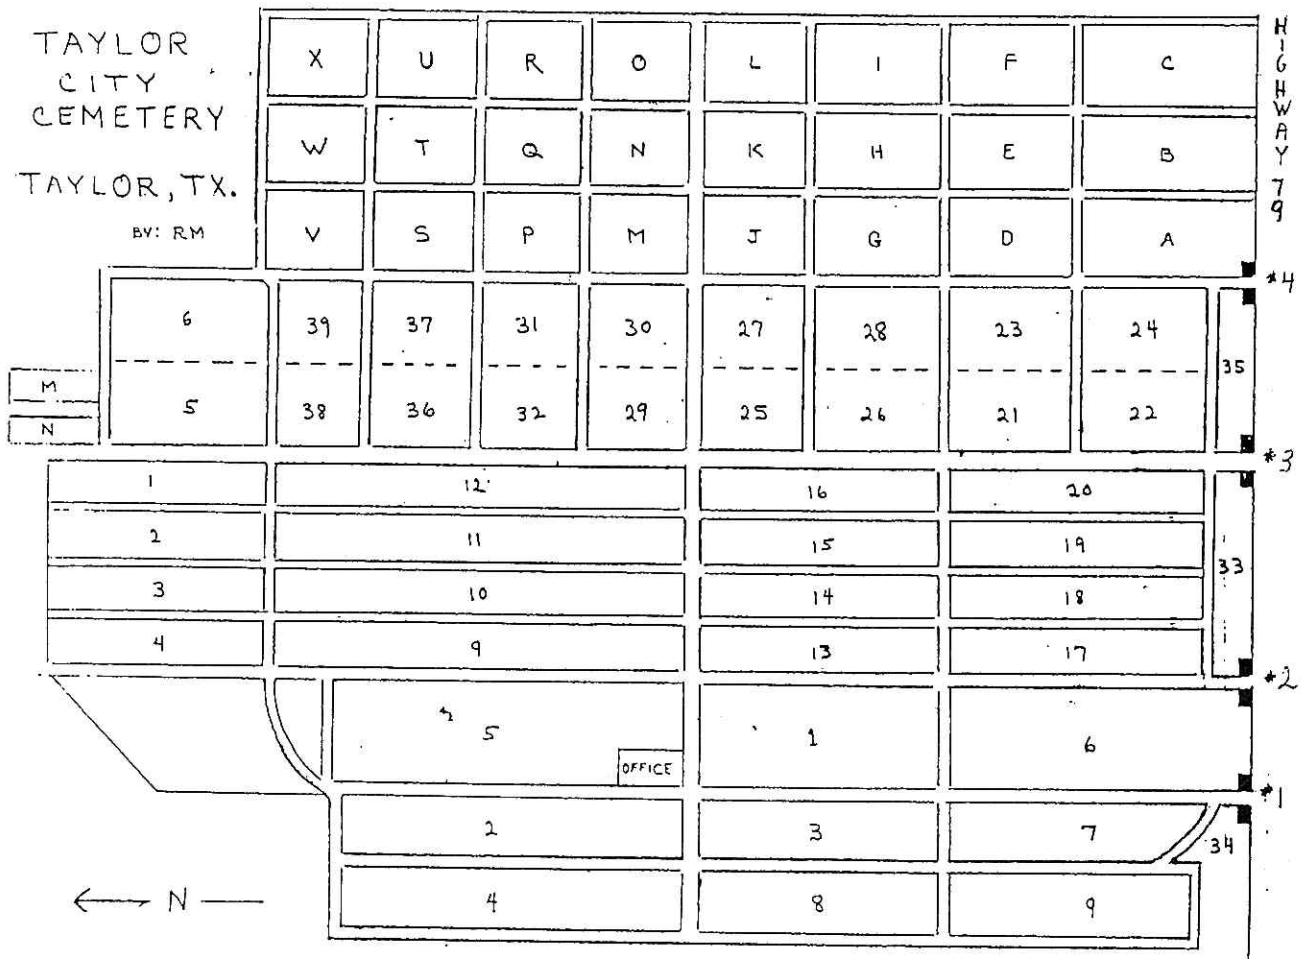 TAYLOR
CITY
CEMETERY
TAYLOR, TX.
BY: RM
HIGHWAY 79
X U R O L I F C
W T Q N K H E B
V S P M J G D A
*4
6 39 37 31 30 27 28 23 24
35
M
5 38 36 32 29 25 26 21 22
N
*3
1 12 16 20
2 11 15 19
33
3 10 14 18
4 9 13 17
*2
5 1 6
OFFICE
*1
2 3 7
34
N
4 8 9